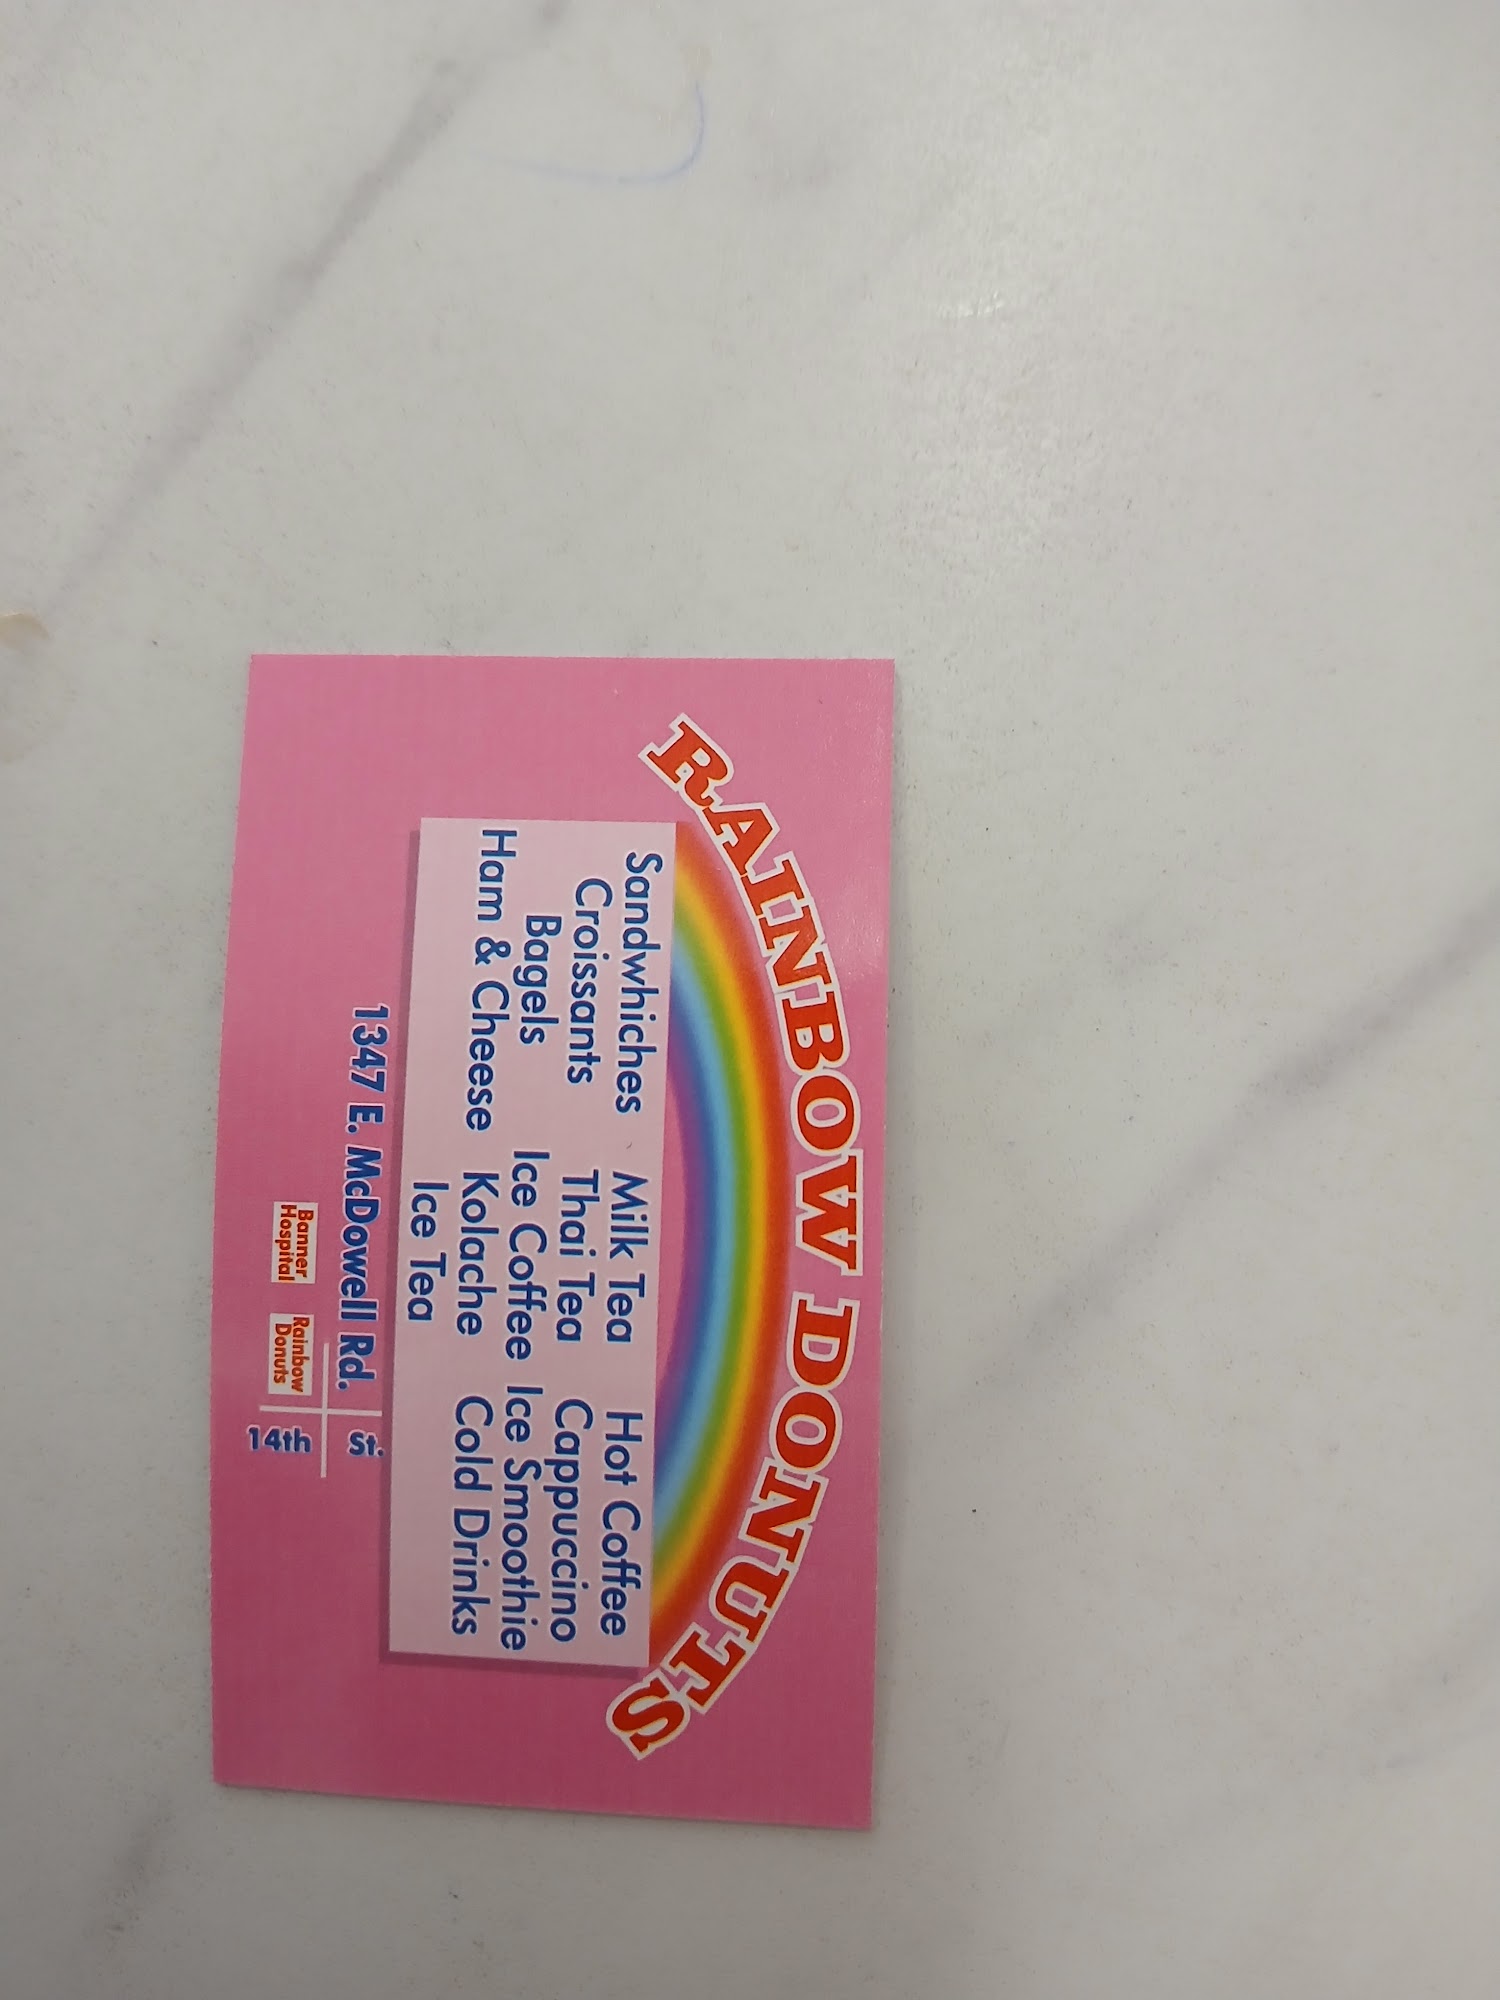 RAINBOW DONUTS
Sandwhiches
Croissants
Bagels
Ham & Cheese
Milk Tea
Thai Tea
Ice Coffee
Kolache
Ice Tea
Hot Coffee
Cappuccino
Ice Smoothie
Cold Drinks
1347 E. McDowell Rd.
St.
Banner
Hospital
Rainbow
Donuts
14th